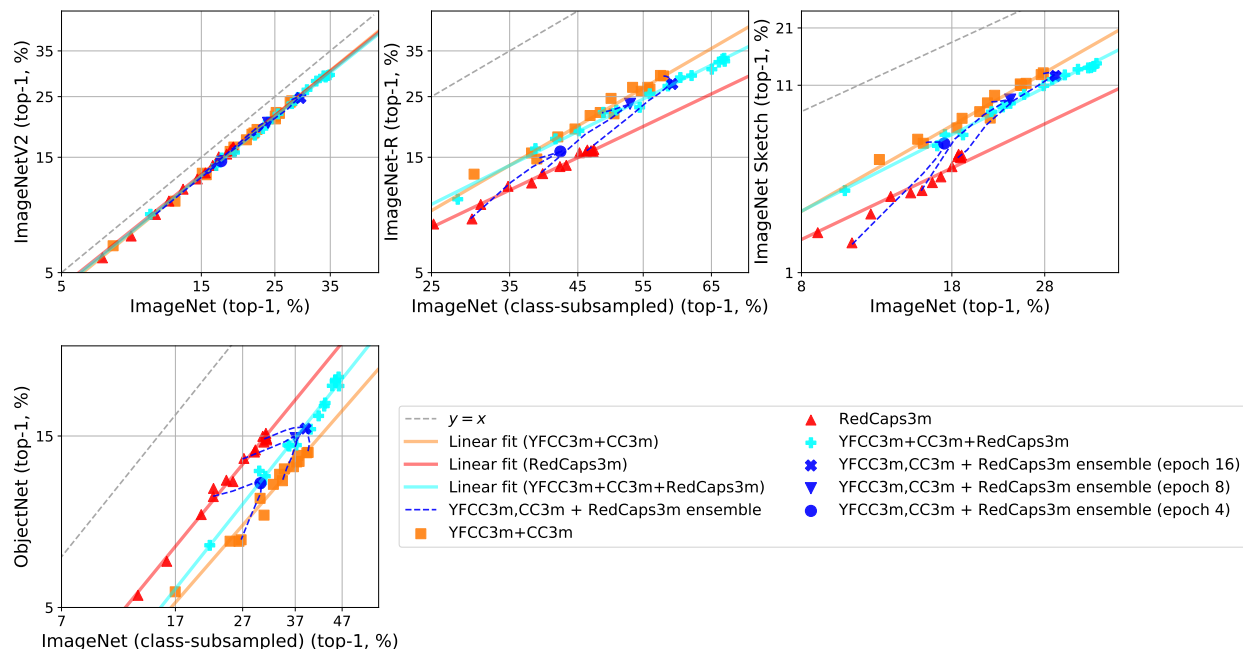 ImageNetV2 (top-1, %)
35
25
15
5
5
15
25
35
ImageNet (top-1, %)
ImageNet-R (top-1, %)
35
25
15
5
25
35
45
55
65
ImageNet (class-subsampled) (top-1, %)
ImageNet Sketch (top-1, %)
21
11
1
8
18
28
ImageNet (top-1, %)
ObjectNet (top-1, %)
15
5
7
17
27
37
47
ImageNet (class-subsampled) (top-1, %)
y = x
Linear fit (YFCC3m+CC3m)
Linear fit (RedCaps3m)
Linear fit (YFCC3m+CC3m+RedCaps3m)
YFCC3m,CC3m + RedCaps3m ensemble
YFCC3m+CC3m
RedCaps3m
YFCC3m+CC3m+RedCaps3m
YFCC3m,CC3m + RedCaps3m ensemble (epoch 16)
YFCC3m,CC3m + RedCaps3m ensemble (epoch 8)
YFCC3m,CC3m + RedCaps3m ensemble (epoch 4)